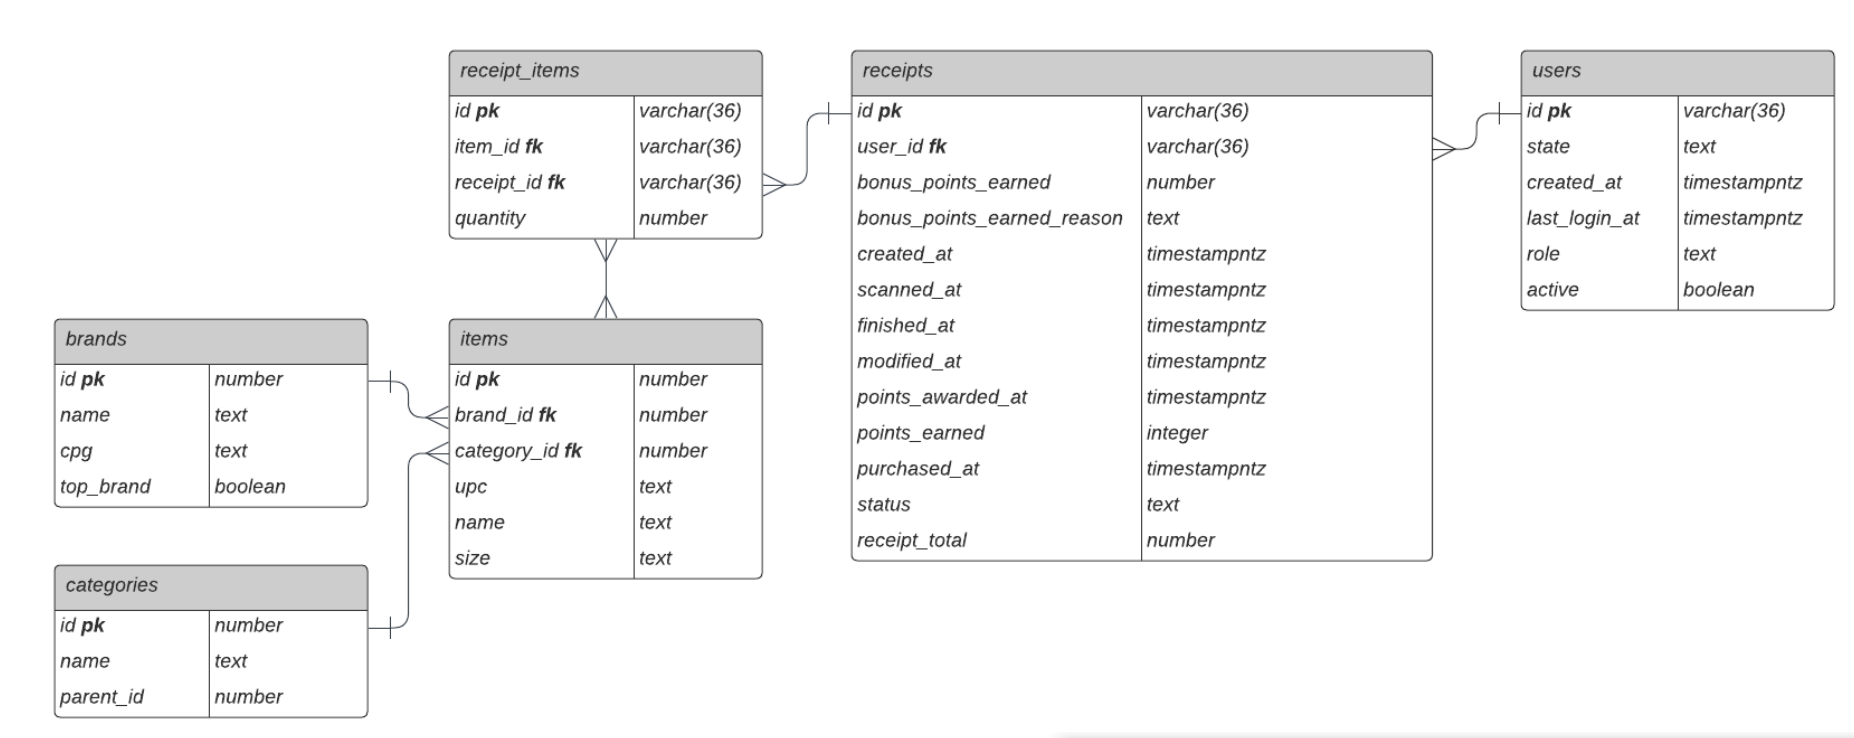 receipt_items
id pk varchar(36)
item_id fk varchar(36)
receipt_id fk varchar(36)
quantity number
receipts
id pk varchar(36)
user_id fk varchar(36)
bonus_points_earned number
bonus_points_earned_reason text
created_at timestampntz
scanned_at timestampntz
finished_at timestampntz
modified_at timestampntz
points_awarded_at timestampntz
points_earned integer
purchased_at timestampntz
status text
receipt_total number
users
id pk varchar(36)
state text
created_at timestampntz
last_login_at timestampntz
role text
active boolean
brands
id pk number
name text
cpg text
top_brand boolean
items
id pk number
brand_id fk number
category_id fk number
upc text
name text
size text
categories
id pk number
name text
parent_id number